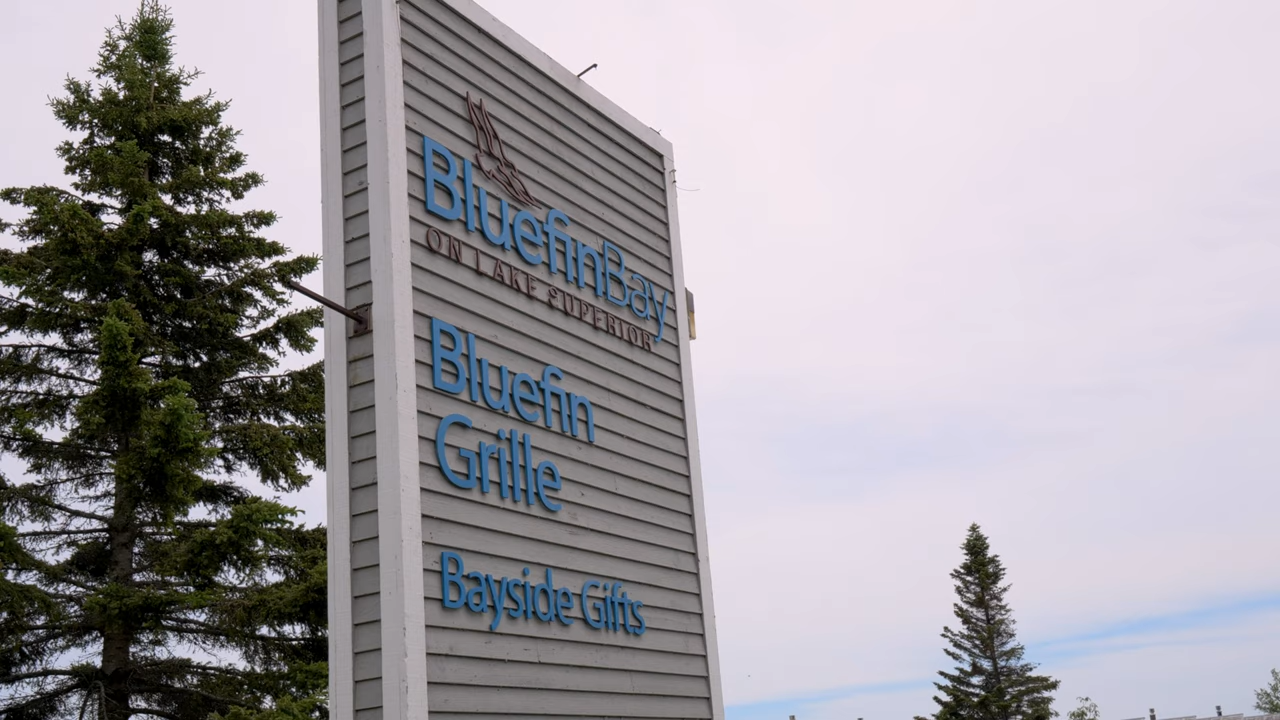 BluefinBay
ON LAKE SUPERIOR
Bluefin
Grille
Bayside Gifts